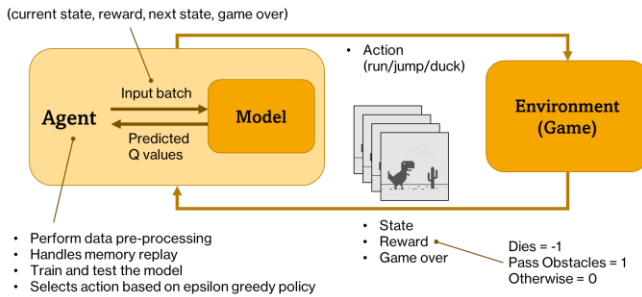 (current state, reward, next state, game over)
Input batch
Agent
Model
Predicted
Q values
• Action
(run/jump/duck)
Environment
(Game)
• Perform data pre-processing
• Handles memory replay
• Train and test the model
• Selects action based on epsilon greedy policy
• State
• Reward
• Game over
Dies = -1
Pass Obstacles = 1
Otherwise = 0